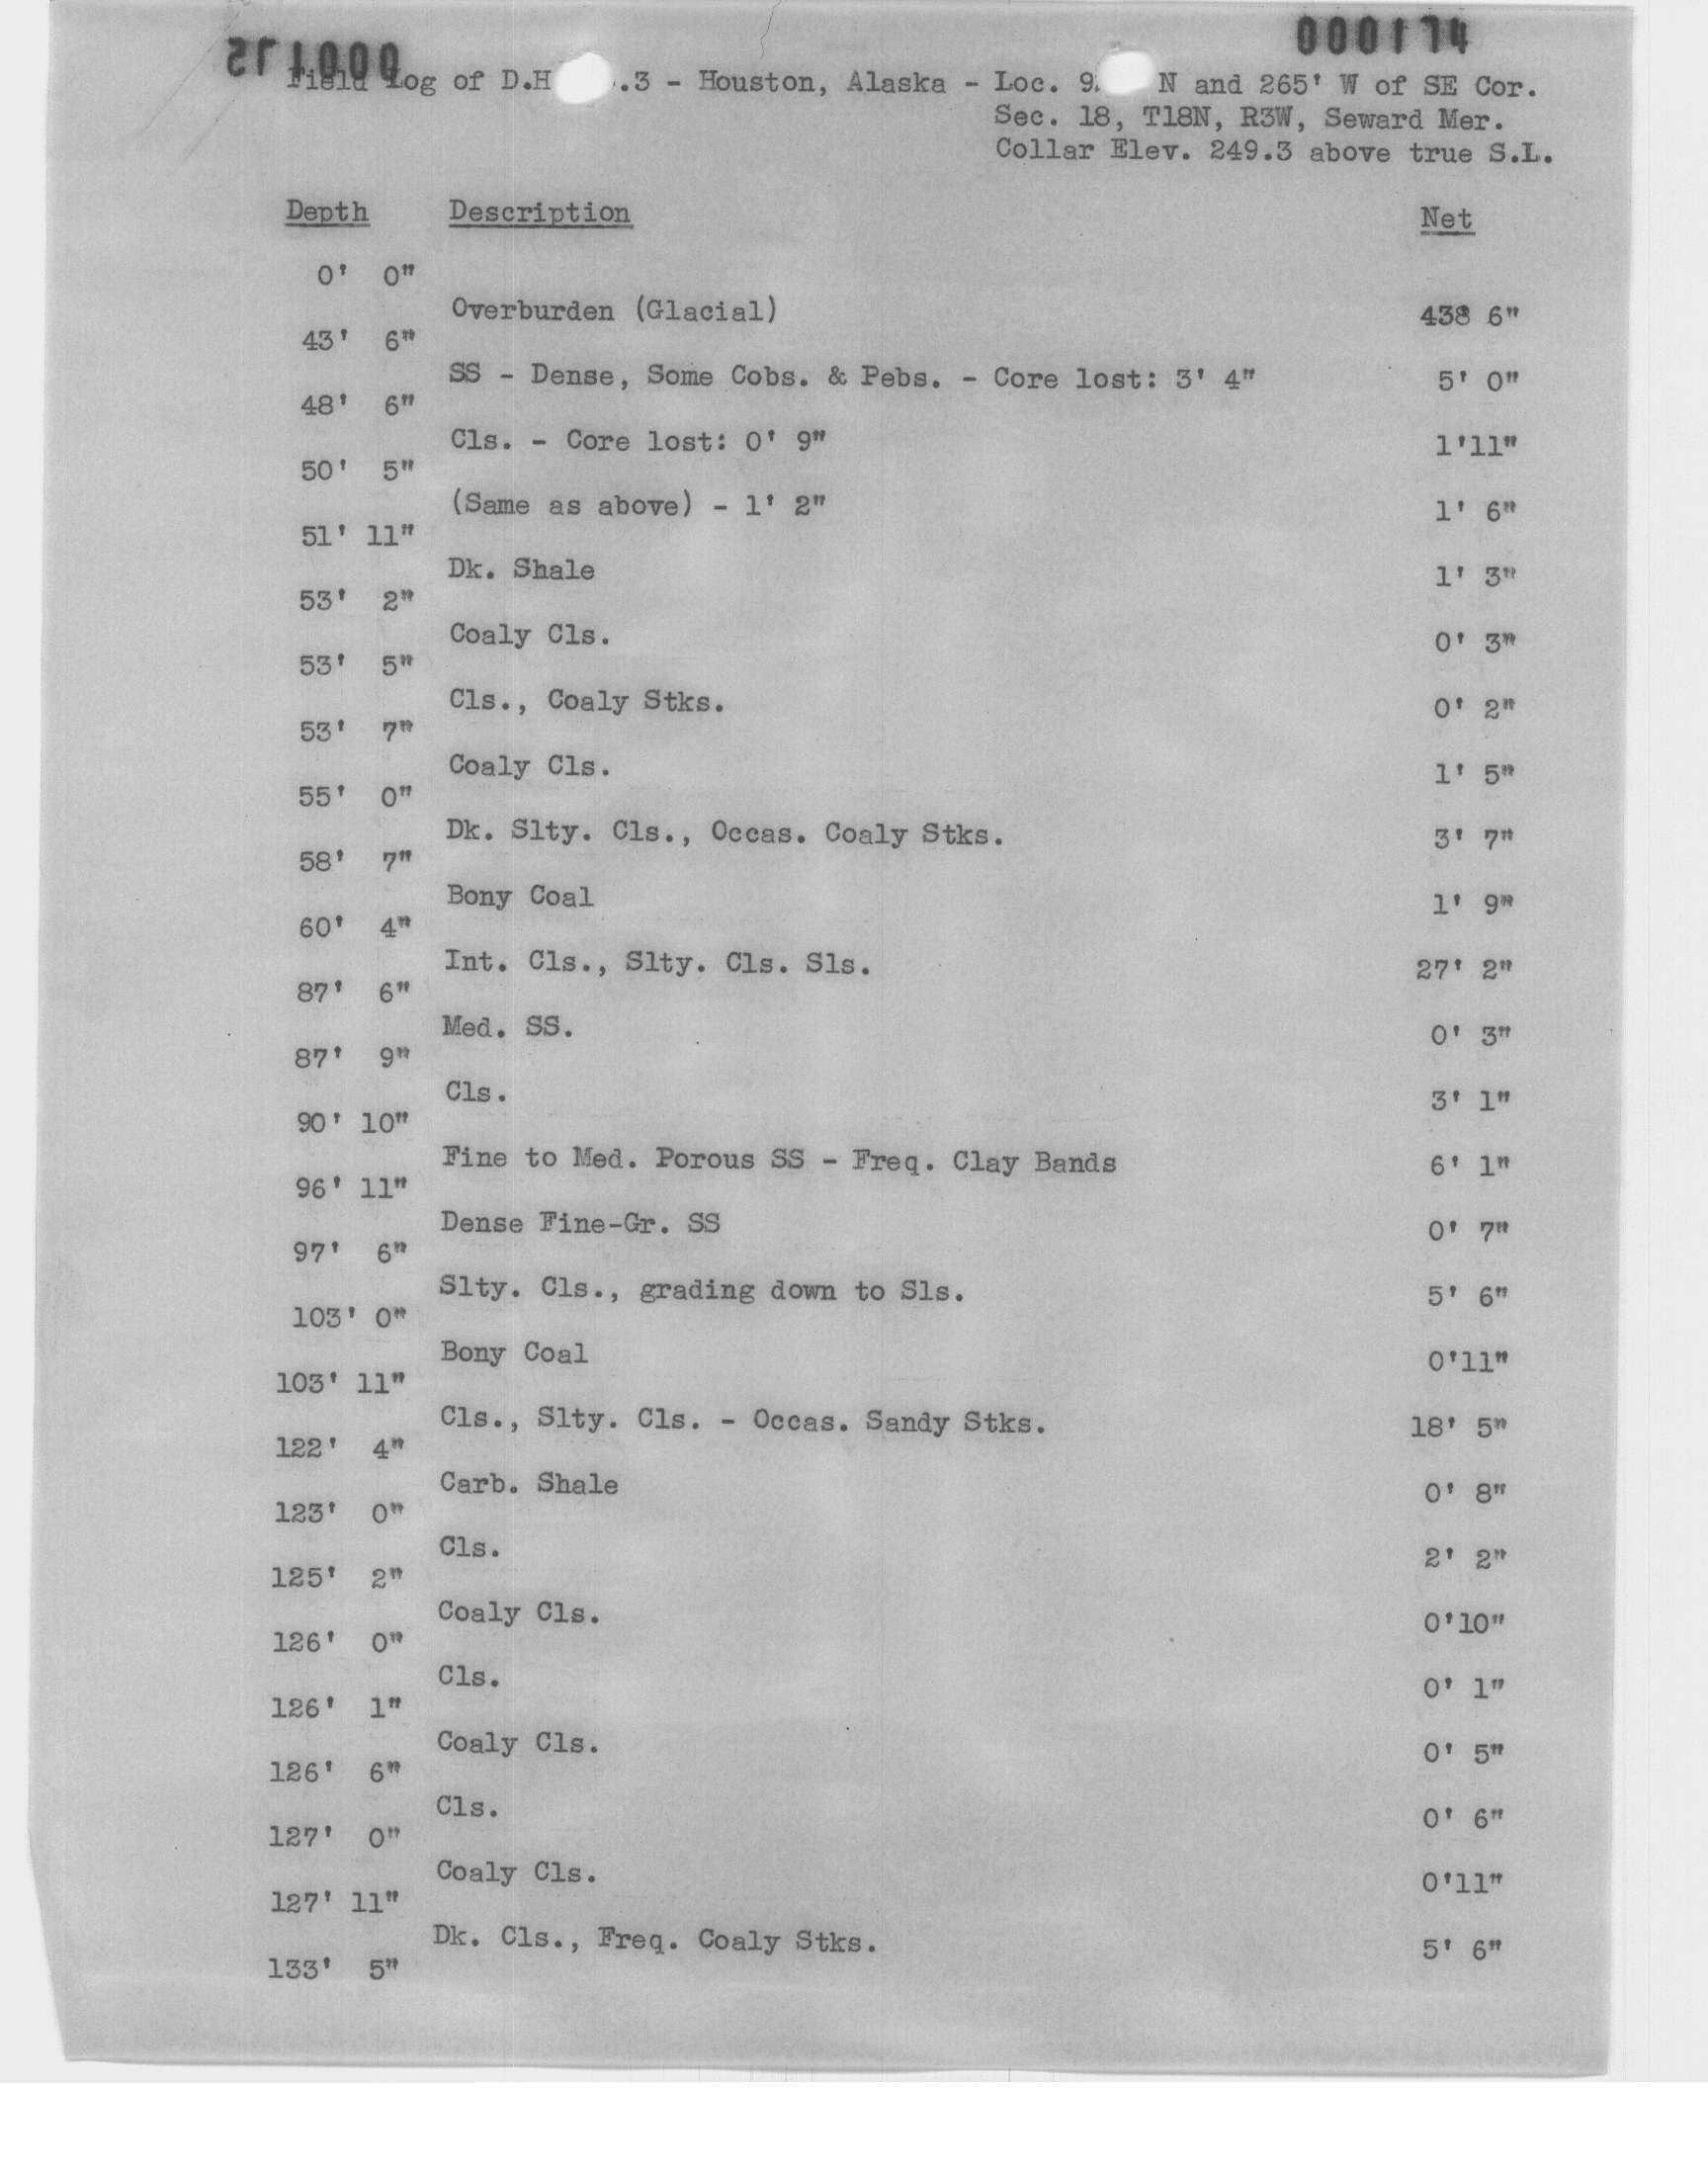 000174
Field Log of D.H .3 - Houston, Alaska - Loc. 9 N and 265' W of SE Cor.
Sec. 18, T18N, R3W, Seward Mer.
Collar Elev. 249.3 above true S.L.
Depth Description Net
0' 0"
Overburden (Glacial) 438 6"
43' 6"
SS - Dense, Some Cobs. & Pebs. - Core lost: 3' 4" 5' 0"
48' 6"
Cls. - Core lost: 0' 9" 1'11"
50' 5"
(Same as above) - 1' 2" 1' 6"
51' 11"
Dk. Shale 1' 3"
53' 2"
Coaly Cls. 0' 3"
53' 5"
Cls., Coaly Stks. 0' 2"
53' 7"
Coaly Cls. 1' 5"
55' 0"
Dk. Slty. Cls., Occas. Coaly Stks. 3' 7"
58' 7"
Bony Coal 1' 9"
60' 4"
Int. Cls., Slty. Cls. Sls. 27' 2"
87' 6"
Med. SS. 0' 3"
87' 9"
Cls. 3' 1"
90' 10"
Fine to Med. Porous SS - Freq. Clay Bands 6' 1"
96' 11"
Dense Fine-Gr. SS 0' 7"
97' 6"
Slty. Cls., grading down to Sls. 5' 6"
103' 0"
Bony Coal 0'11"
103' 11"
Cls., Slty. Cls. - Occas. Sandy Stks. 18' 5"
122' 4"
Carb. Shale 0' 8"
123' 0"
Cls. 2' 2"
125' 2"
Coaly Cls. 0'10"
126' 0"
Cls. 0' 1"
126' 1"
Coaly Cls. 0' 5"
126' 6"
Cls. 0' 6"
127' 0"
Coaly Cls. 0'11"
127' 11"
Dk. Cls., Freq. Coaly Stks. 5' 6"
133' 5"